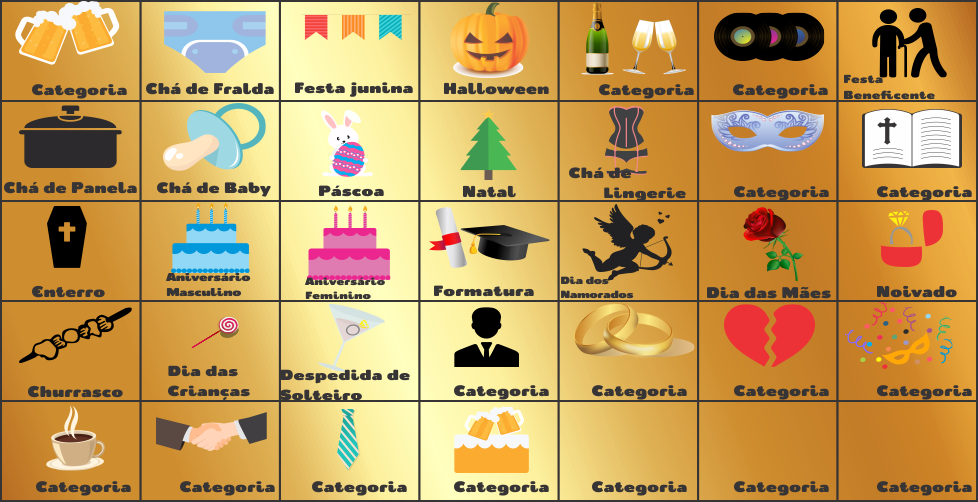 Categoria
Chá de Fralda
Festa junina
Halloween
Categoria
Categoria
Festa
Beneficente
Chá de Panela
Chá de Baby
Páscoa
Natal
Chá de
Lingerie
Categoria
Categoria
Enterro
Aniversário
Masculino
Aniversário
Feminino
Formatura
Dia dos
Namorados
Dia das Mães
Noivado
Churrasco
Dia das
Crianças
Despedida de
Solteiro
Categoria
Categoria
Categoria
Categoria
Categoria
Categoria
Categoria
Categoria
Categoria
Categoria
Categoria